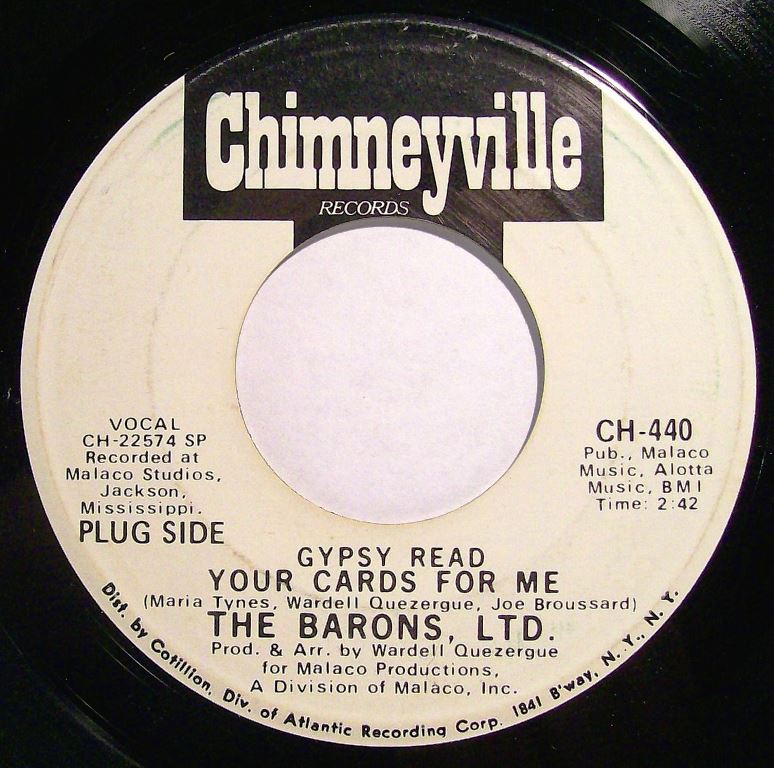 Chimneyville
RECORDS
VOCAL
CH-22574 SP
Recorded at
Malaco Studios,
Jackson,
Mississippi.
PLUG SIDE
CH-440
Pub., Malaco
Music, Alotta
Music, BMI
Time: 2:42
GYPSY READ
YOUR CARDS FOR ME
(Maria Tynes, Wardell Quezergue, Joe Broussard)
THE BARONS, LTD.
Prod. & Arr. by Wardell Quezergue
for Malaco Productions,
A Division of Malaco, Inc.
Dist. by Cotillion, Div. of Atlantic Recording Corp. 1841 B'way, N. Y., N. Y.